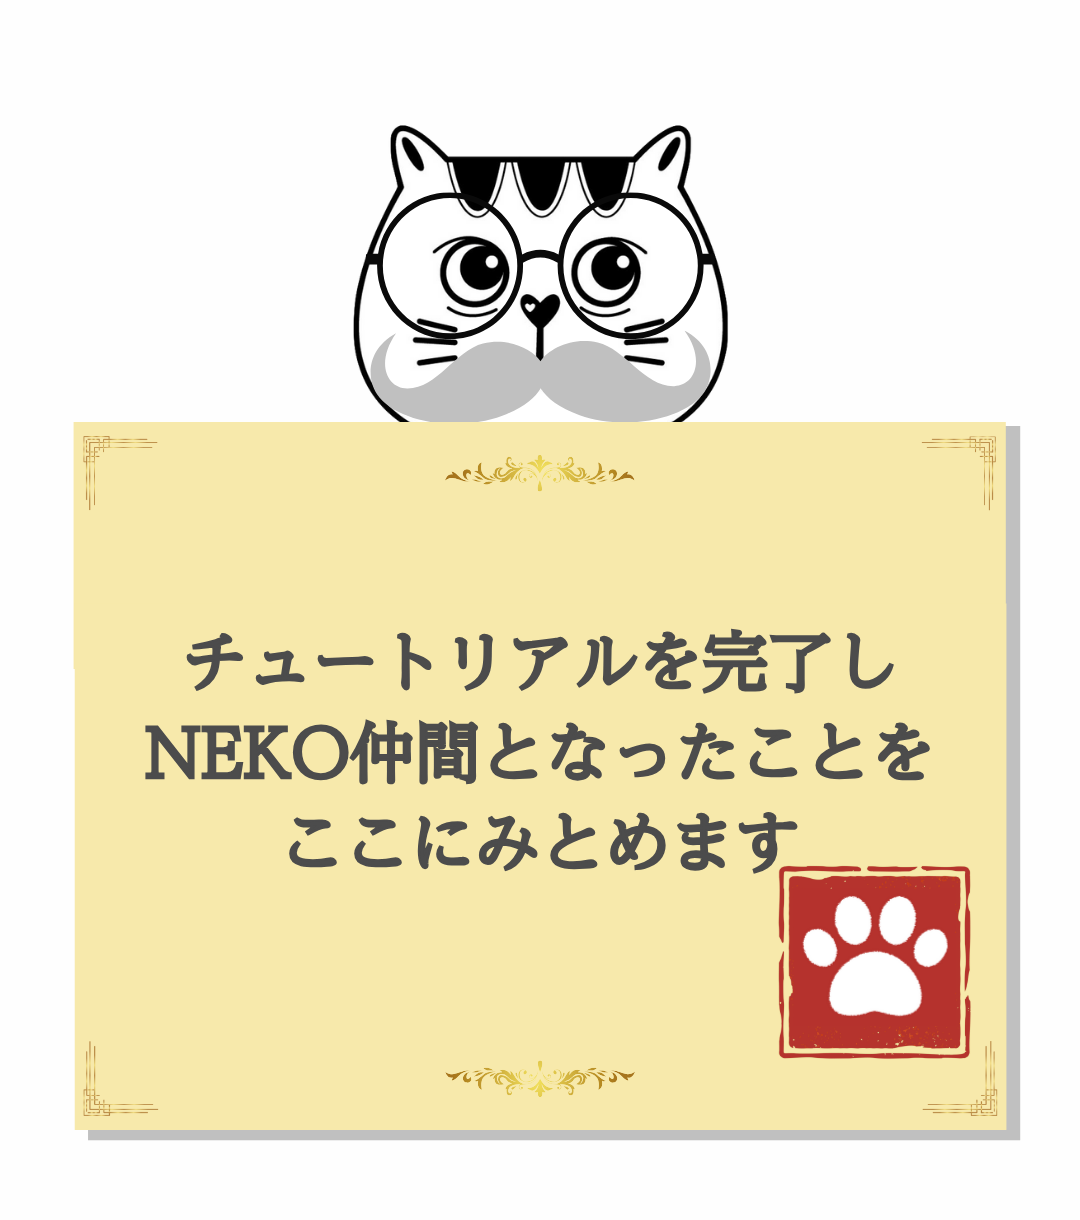 チュートリアルを完了し
NEKO仲間となったことを
ここにみとめます